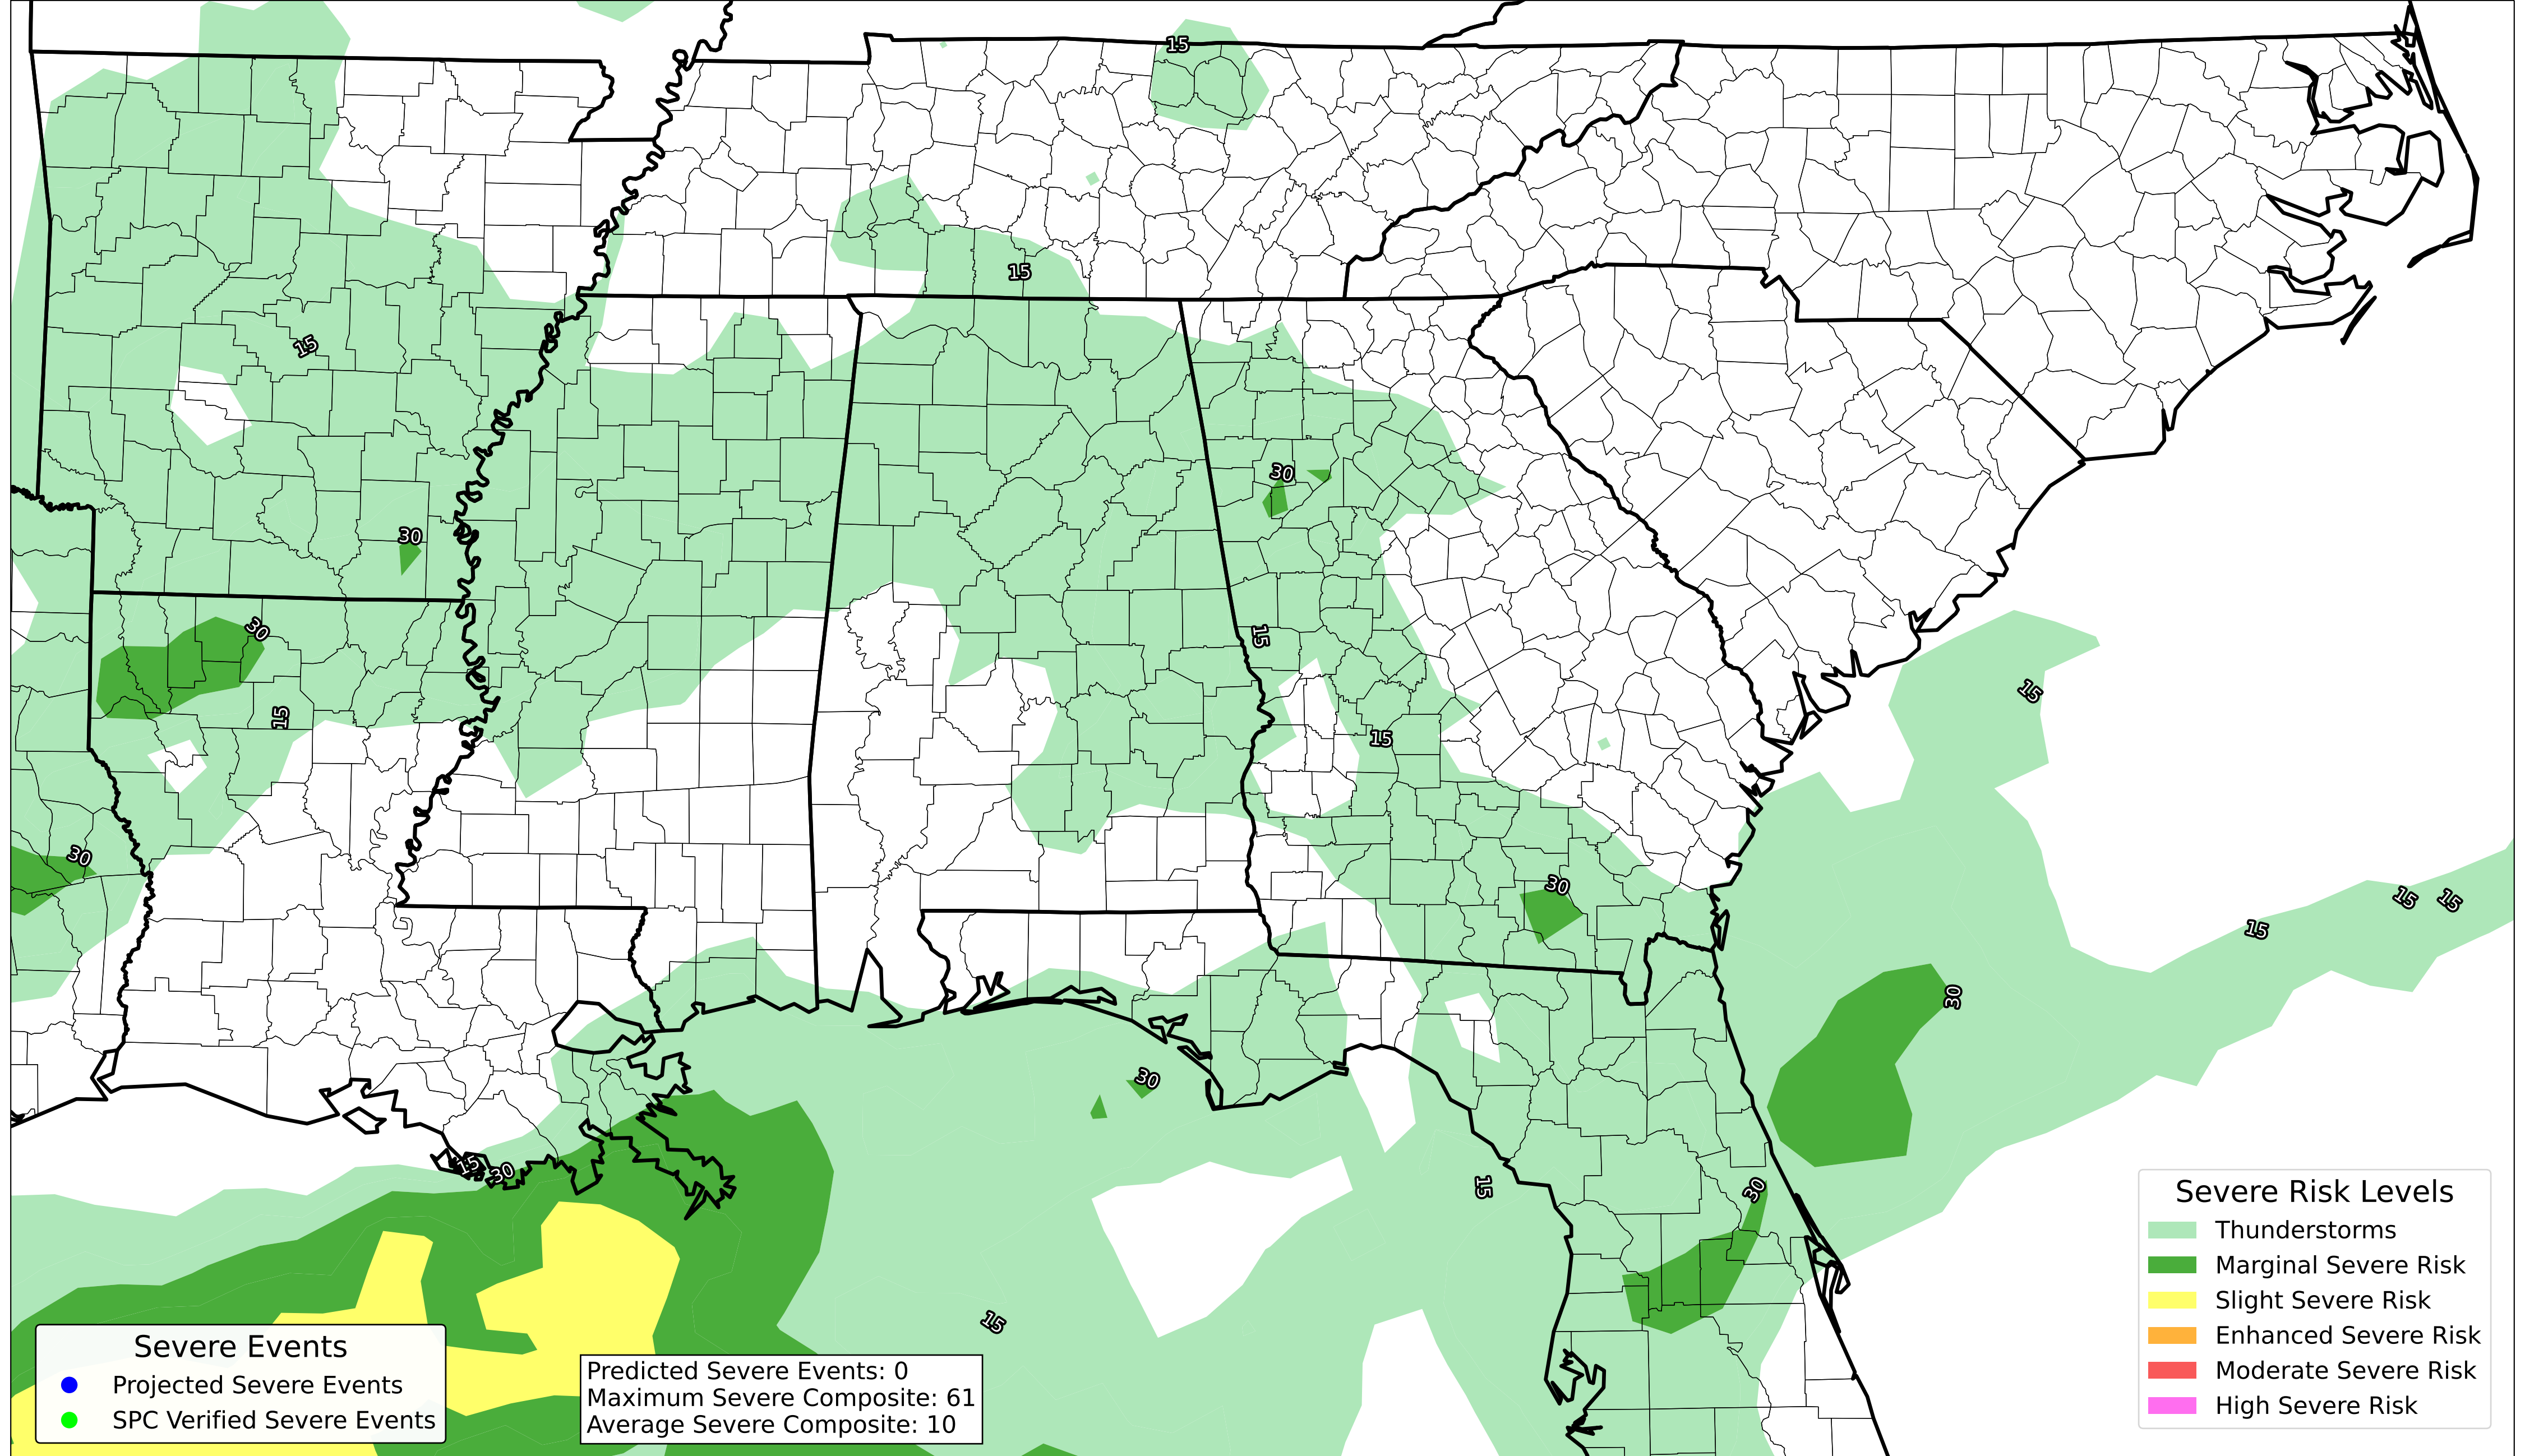 15
15
15
15
30
30
30
15
30
15
15
15
30
30
15
15
15
30
30
15
30
15
30
15
Severe Risk Levels
Thunderstorms
Marginal Severe Risk
Slight Severe Risk
Enhanced Severe Risk
Moderate Severe Risk
High Severe Risk
Severe Events
Projected Severe Events
SPC Verified Severe Events
Predicted Severe Events: 0
Maximum Severe Composite: 61
Average Severe Composite: 10